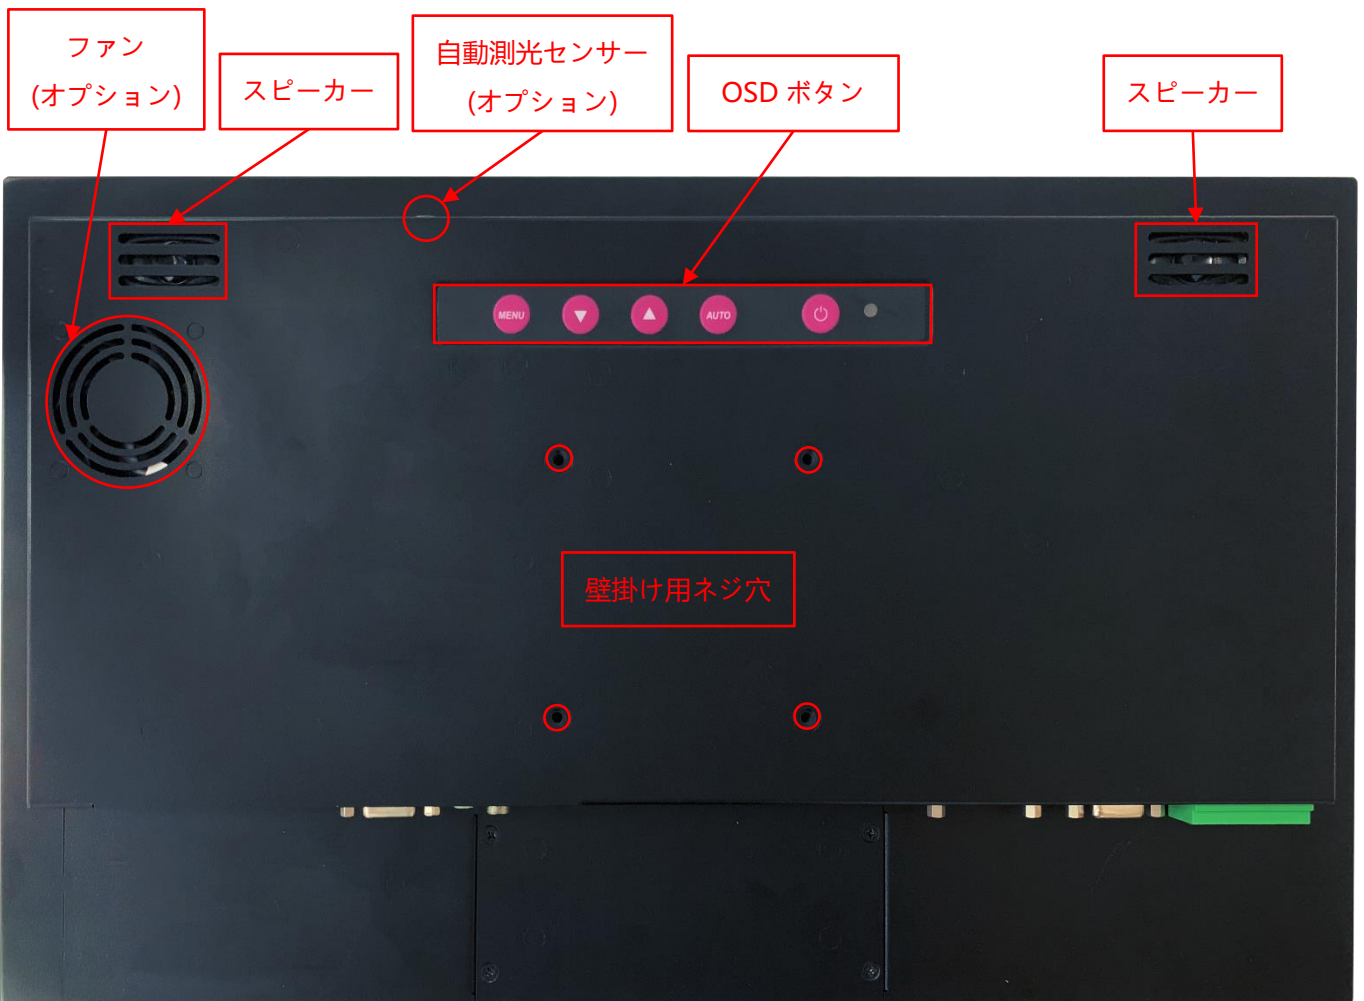 ファン
(オプション)
スピーカー
自動測光センサー
(オプション)
OSD ボタン
スピーカー
MENU
AUTO
壁掛け用ネジ穴